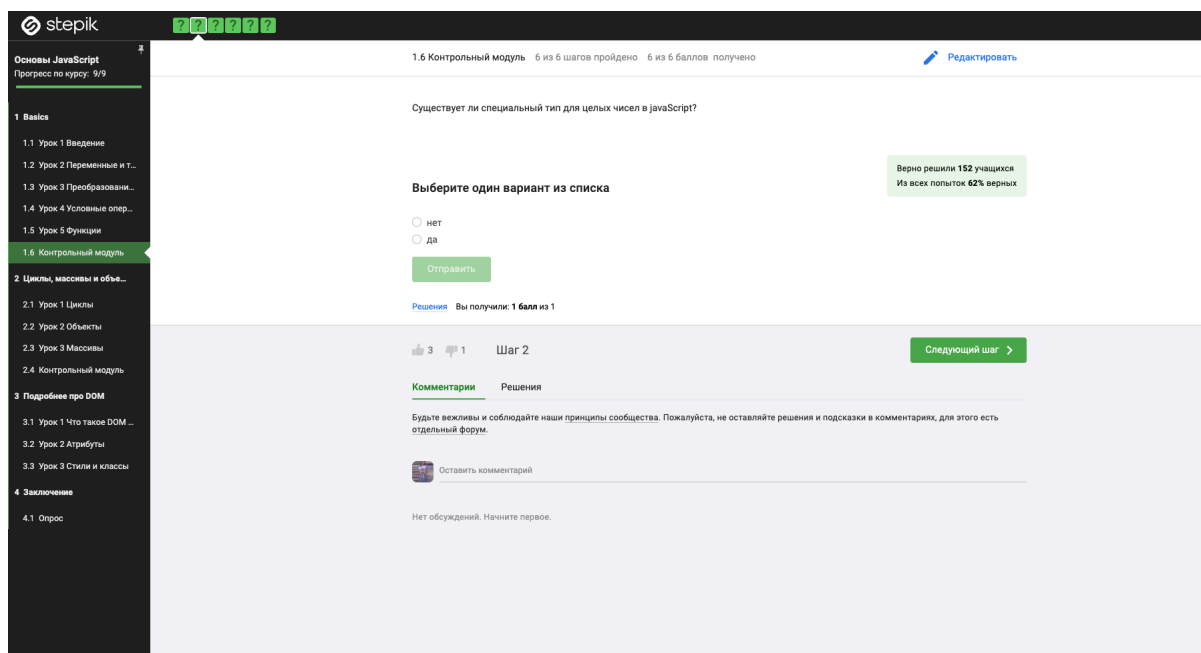 stepik
? ? ? ? ? ?
Основы JavaScript
Прогресс по курсу: 9/9
1 Basics
1.1 Урок 1 Введение
1.2 Урок 2 Переменные и т...
1.3 Урок 3 Преобразовани...
1.4 Урок 4 Условные опер...
1.5 Урок 5 Функции
1.6 Контрольный модуль
2 Циклы, массивы и объе...
2.1 Урок 1 Циклы
2.2 Урок 2 Объекты
2.3 Урок 3 Массивы
2.4 Контрольный модуль
3 Подробнее про DOM
3.1 Урок 1 Что такое DOM ...
3.2 Урок 2 Атрибуты
3.3 Урок 3 Стили и классы
4 Заключение
4.1 Опрос
1.6 Контрольный модуль 6 из 6 шагов пройдено 6 из 6 баллов получено
Редактировать
Существует ли специальный тип для целых чисел в javaScript?
Верно решили 152 учащихся
Из всех попыток 62% верных
Выберите один вариант из списка
нет
да
Отправить
Решения Вы получили: 1 балл из 1
3 1 Шаг 2
Следующий шаг
Комментарии Решения
Будьте вежливы и соблюдайте наши принципы сообщества. Пожалуйста, не оставляйте решения и подсказки в комментариях, для этого есть
отдельный форум.
Оставить комментарий
Нет обсуждений. Начните первое.